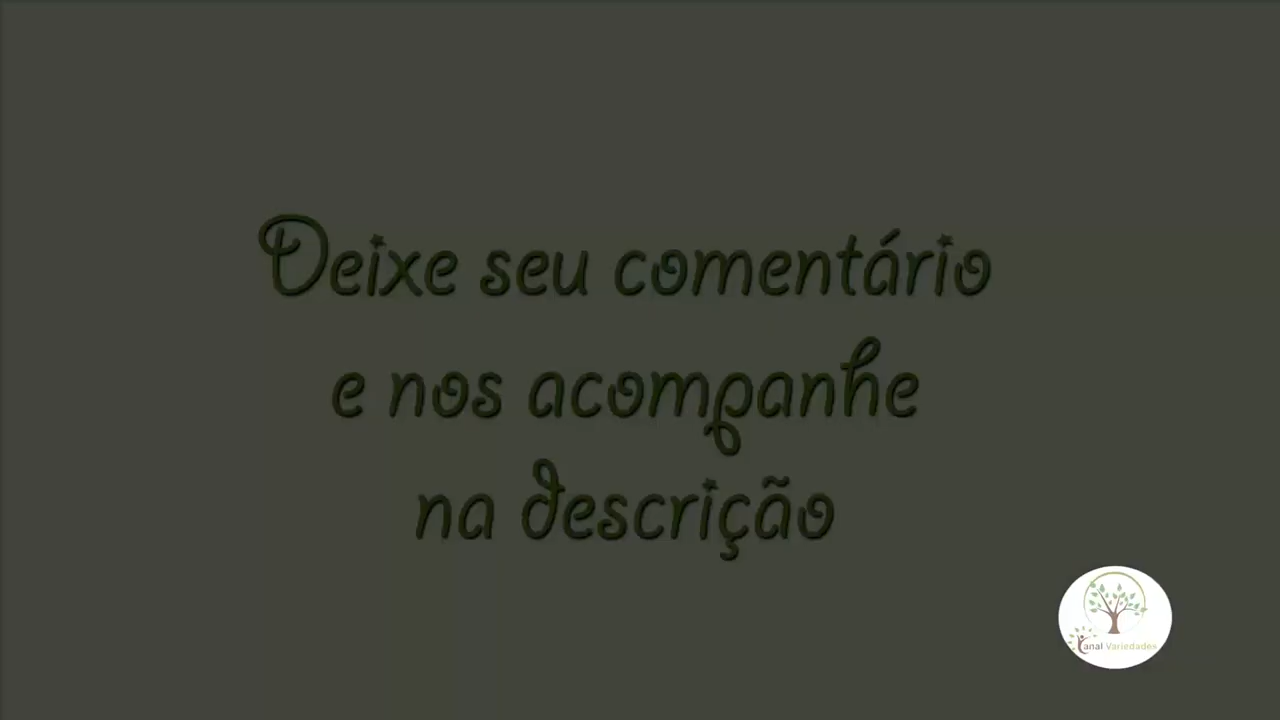 Deixe seu comentário
e nos acompanhe
na descrição
Canal Variedades